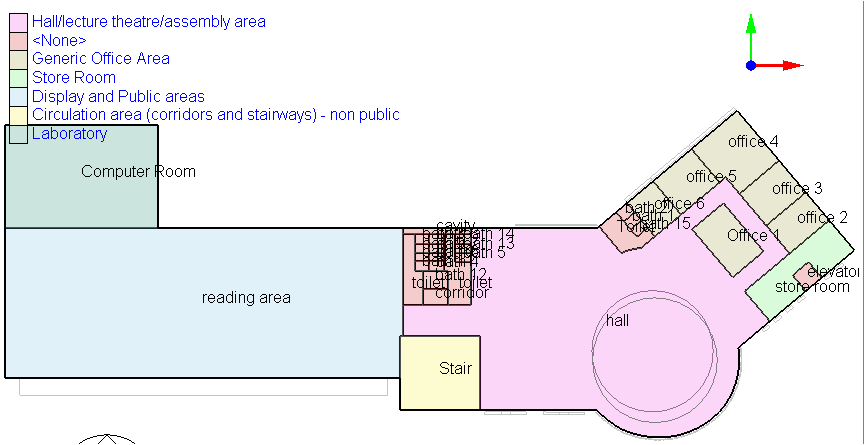 Hall/lecture theatre/assembly area
<None>
Generic Office Area
Store Room
Display and Public areas
Circulation area (corridors and stairways) - non public
Laboratory
Computer Room
office 4
office 5
office 3
office 6
office 2
bath 15
Office 1
cavity
bath 14
bath 13
bath 5
bath 12
toilet
toilet
corridor
elevator
store room
reading area
hall
Stair